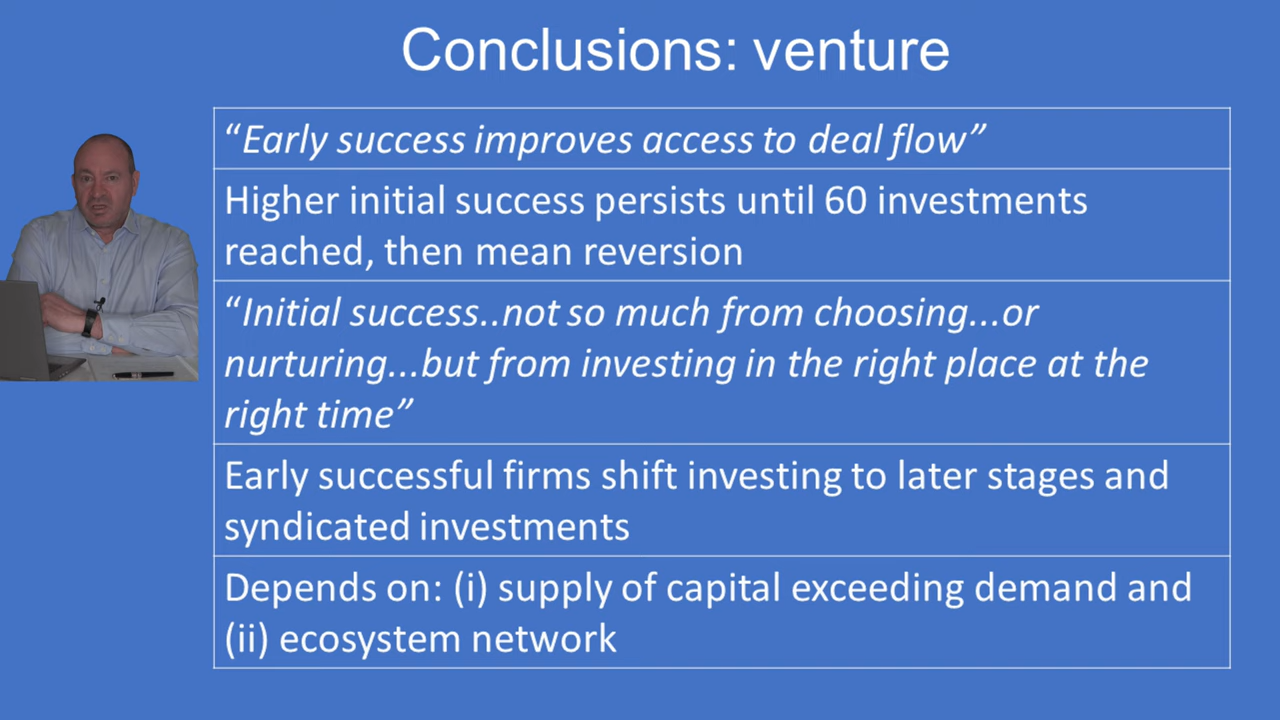 Conclusions: venture
“Early success improves access to deal flow”
Higher initial success persists until 60 investments
reached, then mean reversion
“Initial success..not so much from choosing...or
nurturing...but from investing in the right place at the
right time”
Early successful firms shift investing to later stages and
syndicated investments
Depends on: (i) supply of capital exceeding demand and
(ii) ecosystem network